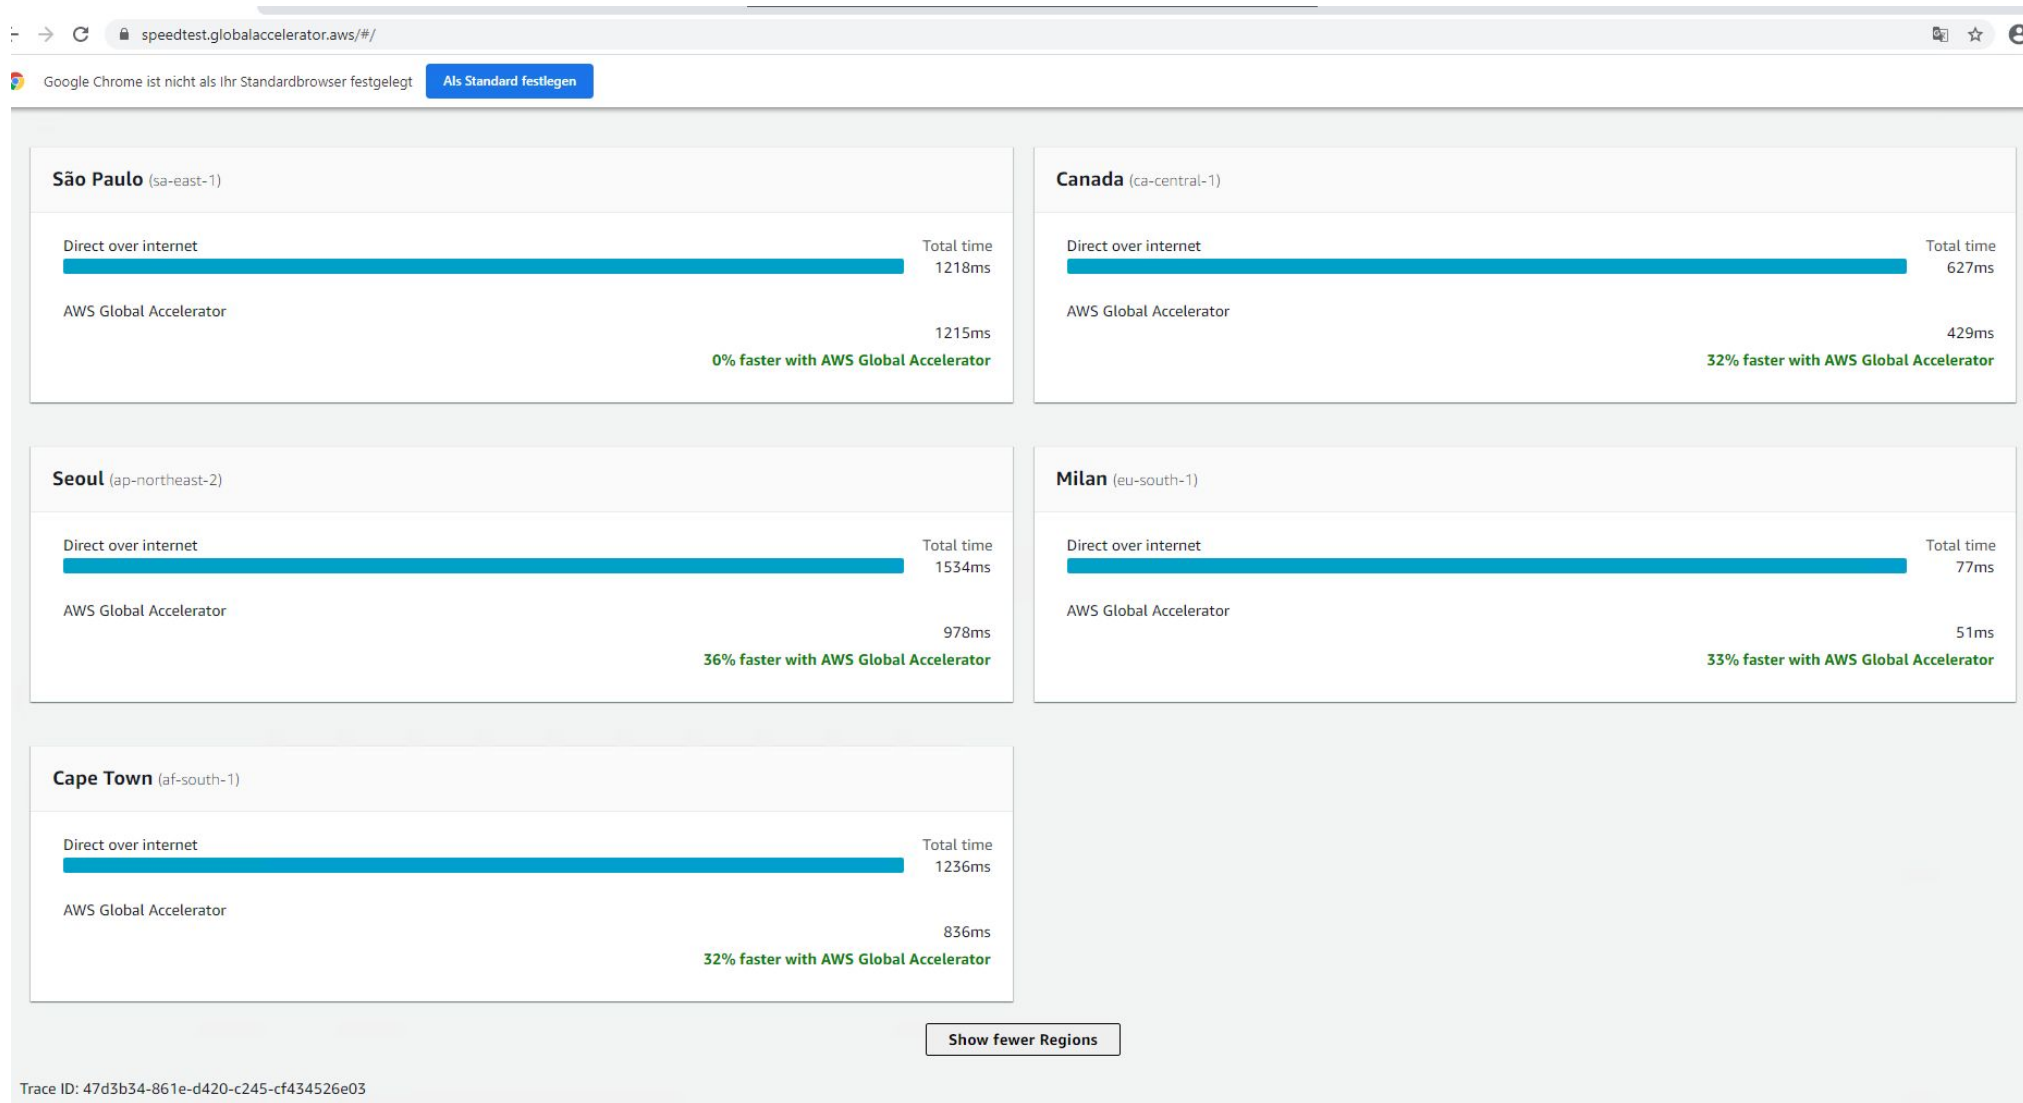 speedtest.globalaccelerator.aws/#/
Google Chrome ist nicht als Ihr Standardbrowser festgelegt Als Standard festlegen
São Paulo (sa-east-1)
Direct over internet Total time
1218ms
AWS Global Accelerator
1215ms
0% faster with AWS Global Accelerator
Canada (ca-central-1)
Direct over internet Total time
627ms
AWS Global Accelerator
429ms
32% faster with AWS Global Accelerator
Seoul (ap-northeast-2)
Direct over internet Total time
1534ms
AWS Global Accelerator
978ms
36% faster with AWS Global Accelerator
Milan (eu-south-1)
Direct over internet Total time
77ms
AWS Global Accelerator
51ms
33% faster with AWS Global Accelerator
Cape Town (af-south-1)
Direct over internet Total time
1236ms
AWS Global Accelerator
836ms
32% faster with AWS Global Accelerator
Show fewer Regions
Trace ID: 47d3b34-861e-d420-c245-cf434526e03